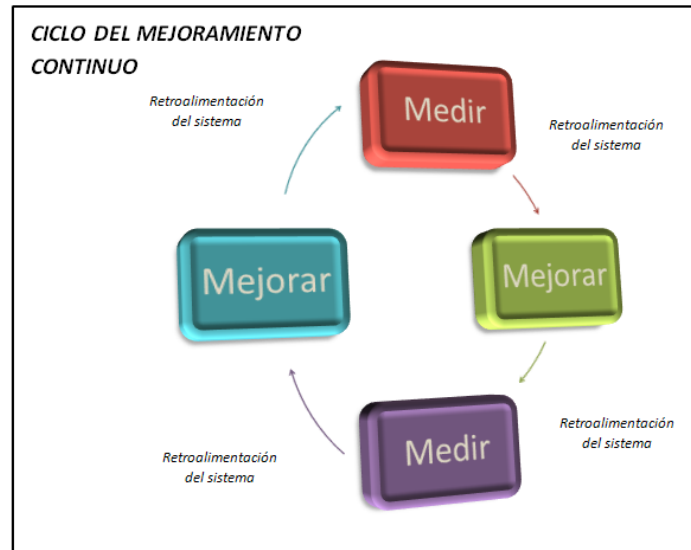 CICLO DEL MEJORAMIENTO
CONTINUO
Retroalimentación
del sistema
Medir
Retroalimentación
del sistema
Mejorar
Mejorar
Retroalimentación
del sistema
Medir
Retroalimentación
del sistema